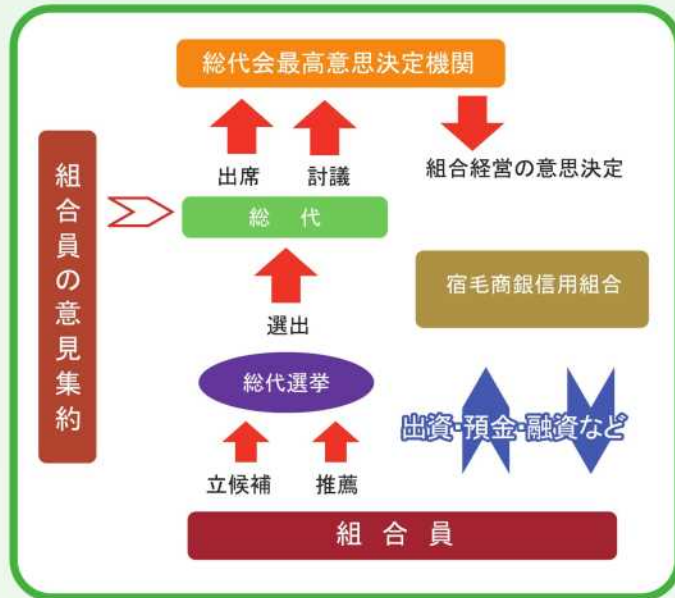 総代会最高意思決定機関
出席
討議
組合経営の意思決定
組合員の意見集約
総代
宿毛商銀信用組合
選出
総代選挙
出資・預金・融資など
立候補
推薦
組合員